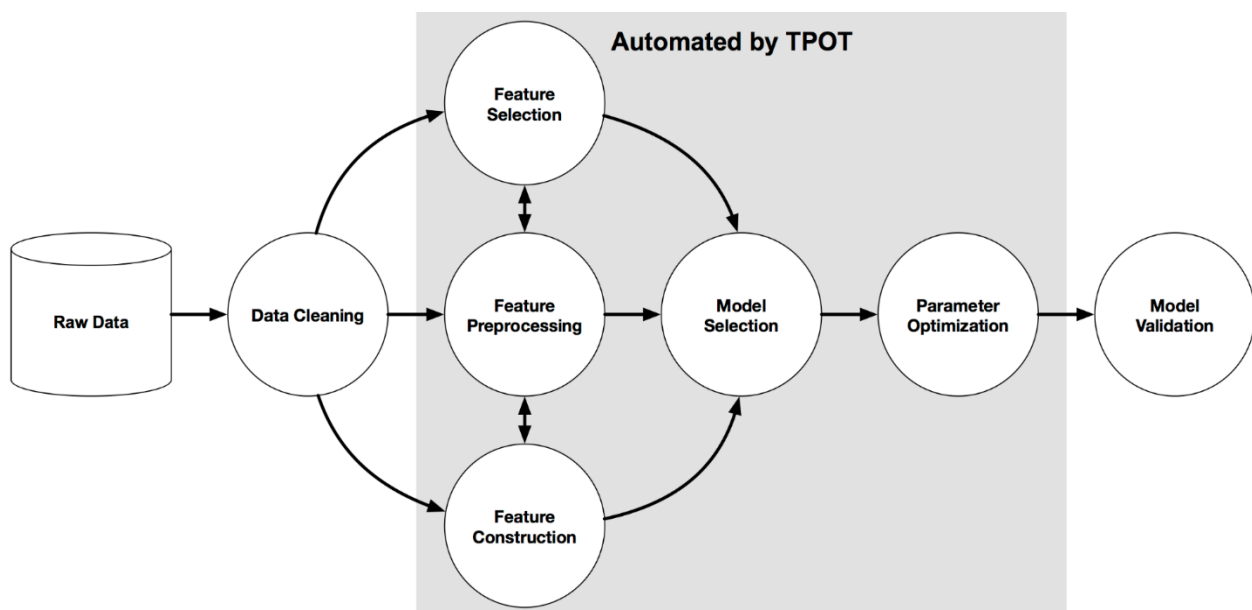 Automated by TPOT
Feature
Selection
Raw Data
Data Cleaning
Feature
Preprocessing
Model
Selection
Parameter
Optimization
Model
Validation
Feature
Construction